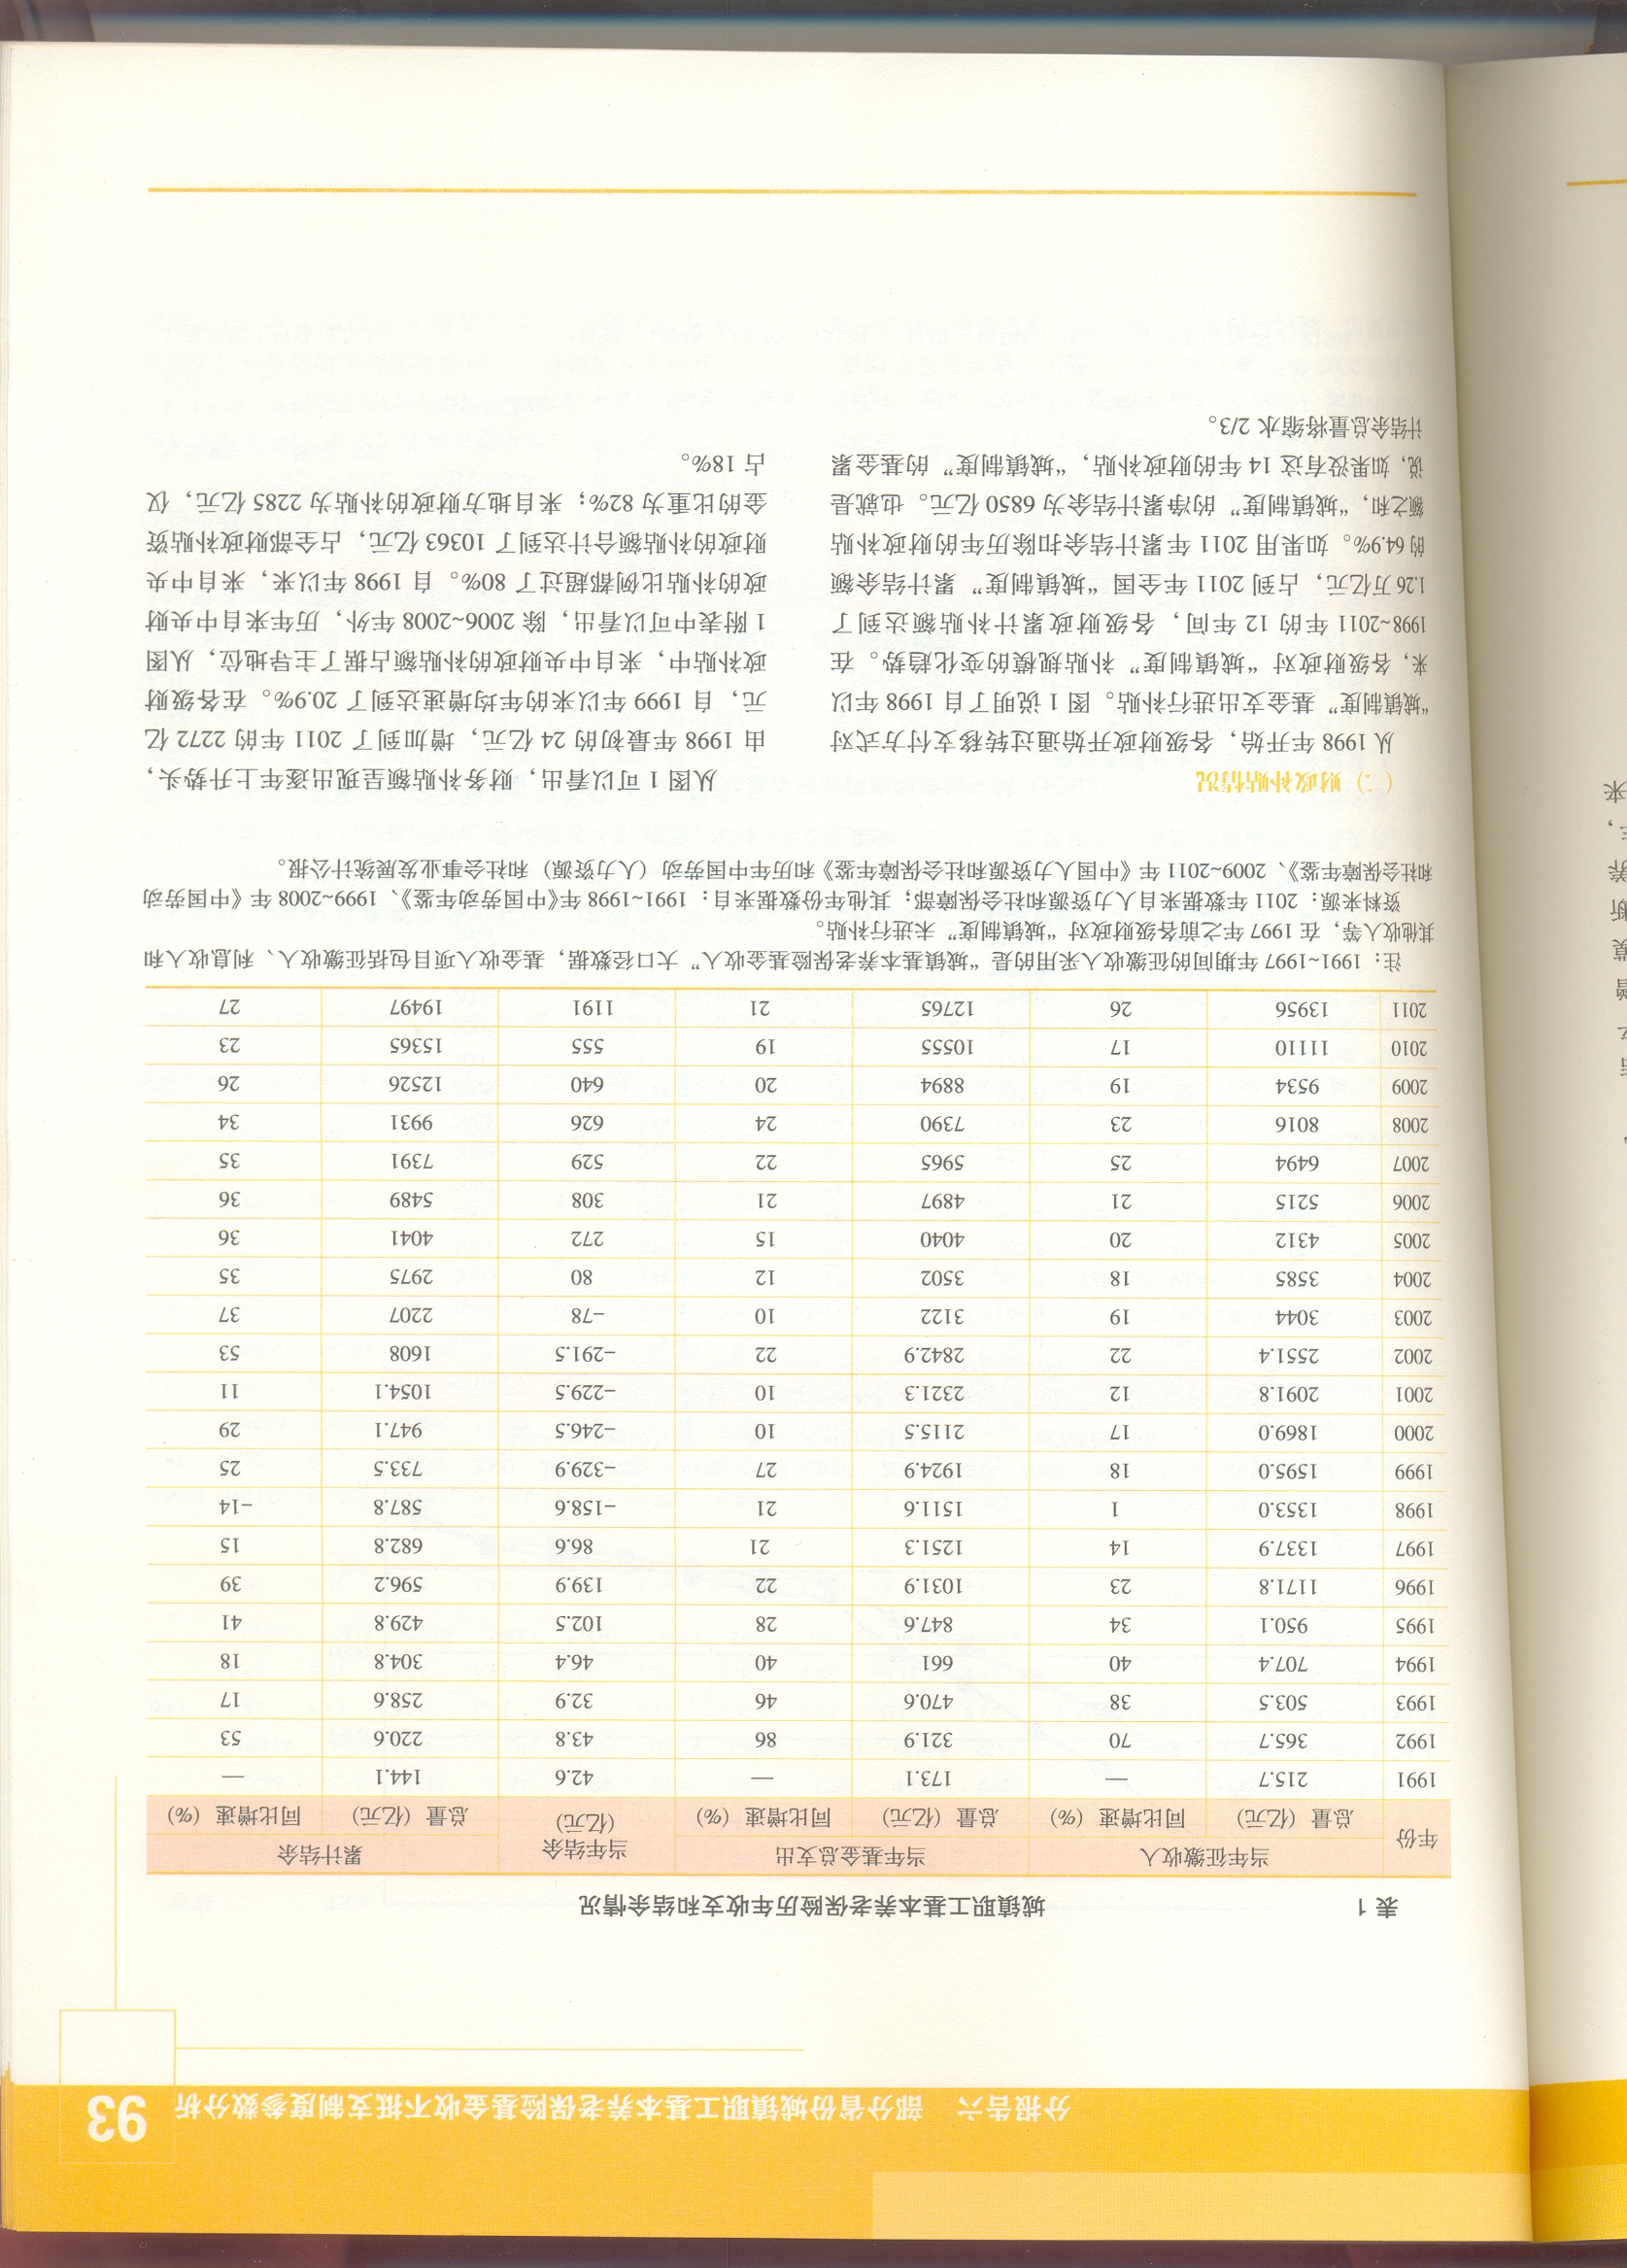 分报告六 部分省份城镇职工基本养老保险基金收不抵支制度参数分析 93
表 1 城镇职工基本养老保险历年收支和结余情况
年份 当年征缴收入 当年基金总支出 当年结余（亿元） 累计结余
总量（亿元） 同比增速（%） 总量（亿元） 同比增速（%） 总量（亿元） 同比增速（%）
1991 215.7 — 173.1 — 42.6 144.1 —
1992 365.7 70 321.9 86 43.8 220.6 53
1993 503.5 38 470.6 46 32.9 258.6 17
1994 707.4 40 661 40 46.4 304.8 18
1995 950.1 34 847.6 28 102.5 429.8 41
1996 1171.8 23 1031.9 22 139.9 596.2 39
1997 1337.9 14 1251.3 21 86.6 682.8 15
1998 1353.0 1 1511.6 21 -158.6 587.8 -14
1999 1595.0 18 1924.9 27 -329.9 733.5 25
2000 1869.0 17 2115.5 10 -246.5 947.1 29
2001 2091.8 12 2321.3 10 -229.5 1054.1 11
2002 2551.4 22 2842.9 22 -291.5 1608 53
2003 3044 19 3122 10 -78 2207 37
2004 3585 18 3502 12 80 2975 35
2005 4312 20 4040 15 272 4041 36
2006 5215 21 4897 21 308 5489 36
2007 6494 25 5965 22 529 7391 35
2008 8016 23 7390 24 626 9931 34
2009 9534 19 8894 20 640 12526 26
2010 11110 17 10555 19 555 15365 23
2011 13956 26 12765 21 1191 19497 27
注：1991~1997 年期间的征缴收入采用的是“城镇基本养老保险基金收入”大口径数据，基金收入项目包括征缴收入、利息收入和
其他收入等，在 1997 年之前各级财政对“城镇制度”未进行补贴。
资料来源：2011 年数据来自人力资源和社会保障部；其他年份数据来自：1991~1998 年《中国劳动年鉴》、1999~2008 年《中国劳动
和社会保障年鉴》、2009~2011 年《中国人力资源和社会保障年鉴》和历年中国劳动（人力资源）和社会事业发展统计公报。
（二）财政补贴情况
从 1998 年开始，各级财政开始通过转移支付方式对
“城镇制度”基金支出进行补贴。图 1 说明了自 1998 年以
来，各级财政对“城镇制度”补贴规模的变化趋势。在
1998~2011 年的 12 年间，各级财政累计补贴额达到了
1.26 万亿元，占到 2011 年全国“城镇制度”累计结余额
的 64.9%。如果用 2011 年累计结余扣除历年的财政补贴
额之和，“城镇制度”的净累计结余为 6850 亿元。也就是
说，如果没有这 14 年的财政补贴，“城镇制度”的基金累
计结余总量将缩水 2/3。
从图 1 可以看出，财务补贴额呈现出逐年上升势头，
由 1998 年最初的 24 亿元，增加到了 2011 年的 2272 亿
元，自 1999 年以来的年均增速达到了 20.9%。在各级财
政补贴中，来自中央财政的补贴额占据了主导地位，从图
1 附表中可以看出，除 2006~2008 年外，历年来自中央财
政的补贴比例都超过了 80%。自 1998 年以来，来自中央
财政的补贴额合计达到了 10363 亿元，占全部财政补贴资
金的比重为 82%；来自地方财政的补贴为 2285 亿元，仅
占 18%。